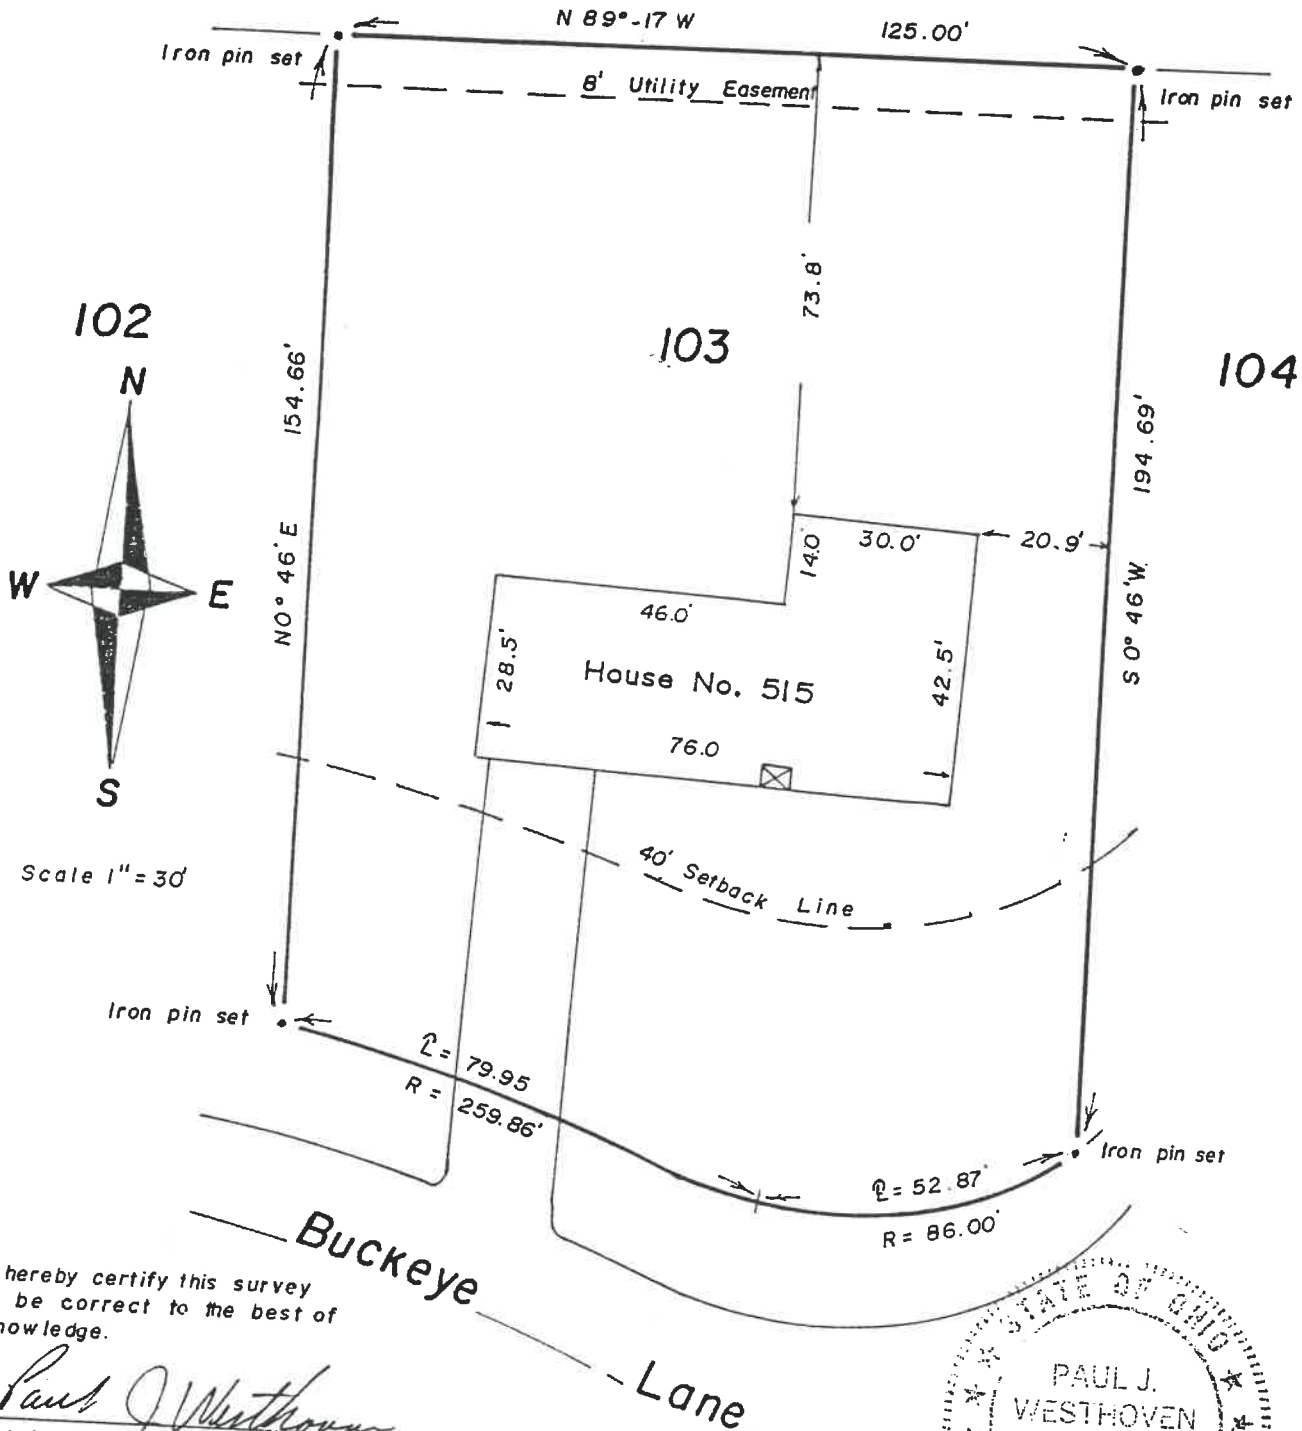 N 89°-17 W 125.00'
Iron pin set
8' Utility Easement
Iron pin set
73.8'
102
103
104
N
W
E
S
154.66'
N0° 46' E
194.69'
S 0° 46' W
14.0'
30.0'
20.9'
46.0'
28.5'
42.5'
House No. 515
76.0
40' Setback Line
Scale 1" = 30'
Iron pin set
L = 79.95
R = 259.86'
Iron pin set
L = 52.87'
R = 86.00'
Buckeye Lane
hereby certify this survey
be correct to the best of
nowledge.
Paul J Westhoven
STATE OF OHIO
PAUL J.
WESTHOVEN